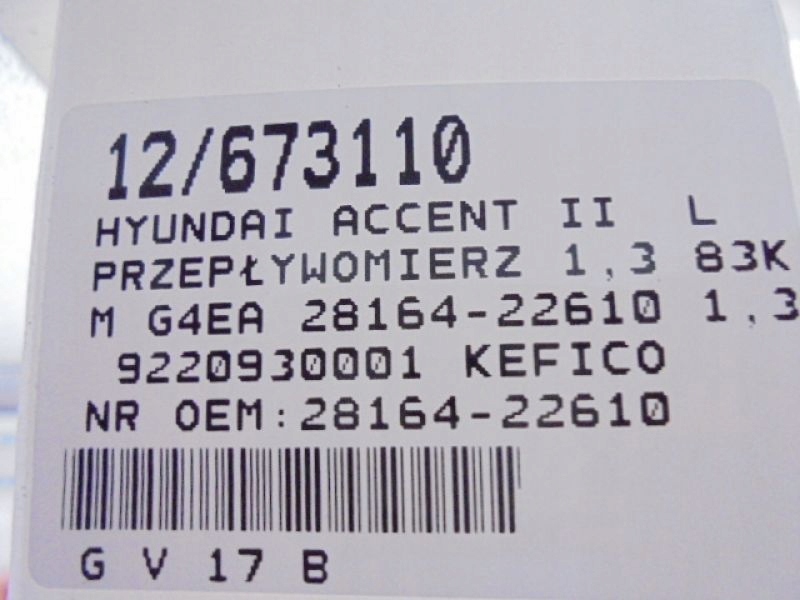 12/673110
HYUNDAI ACCENT II L
PRZEPŁYWOMIERZ 1,3 83K
M G4EA 28164-22610 1,3
9220930001 KEFICO
NR OEM:28164-22610
G V 17 B